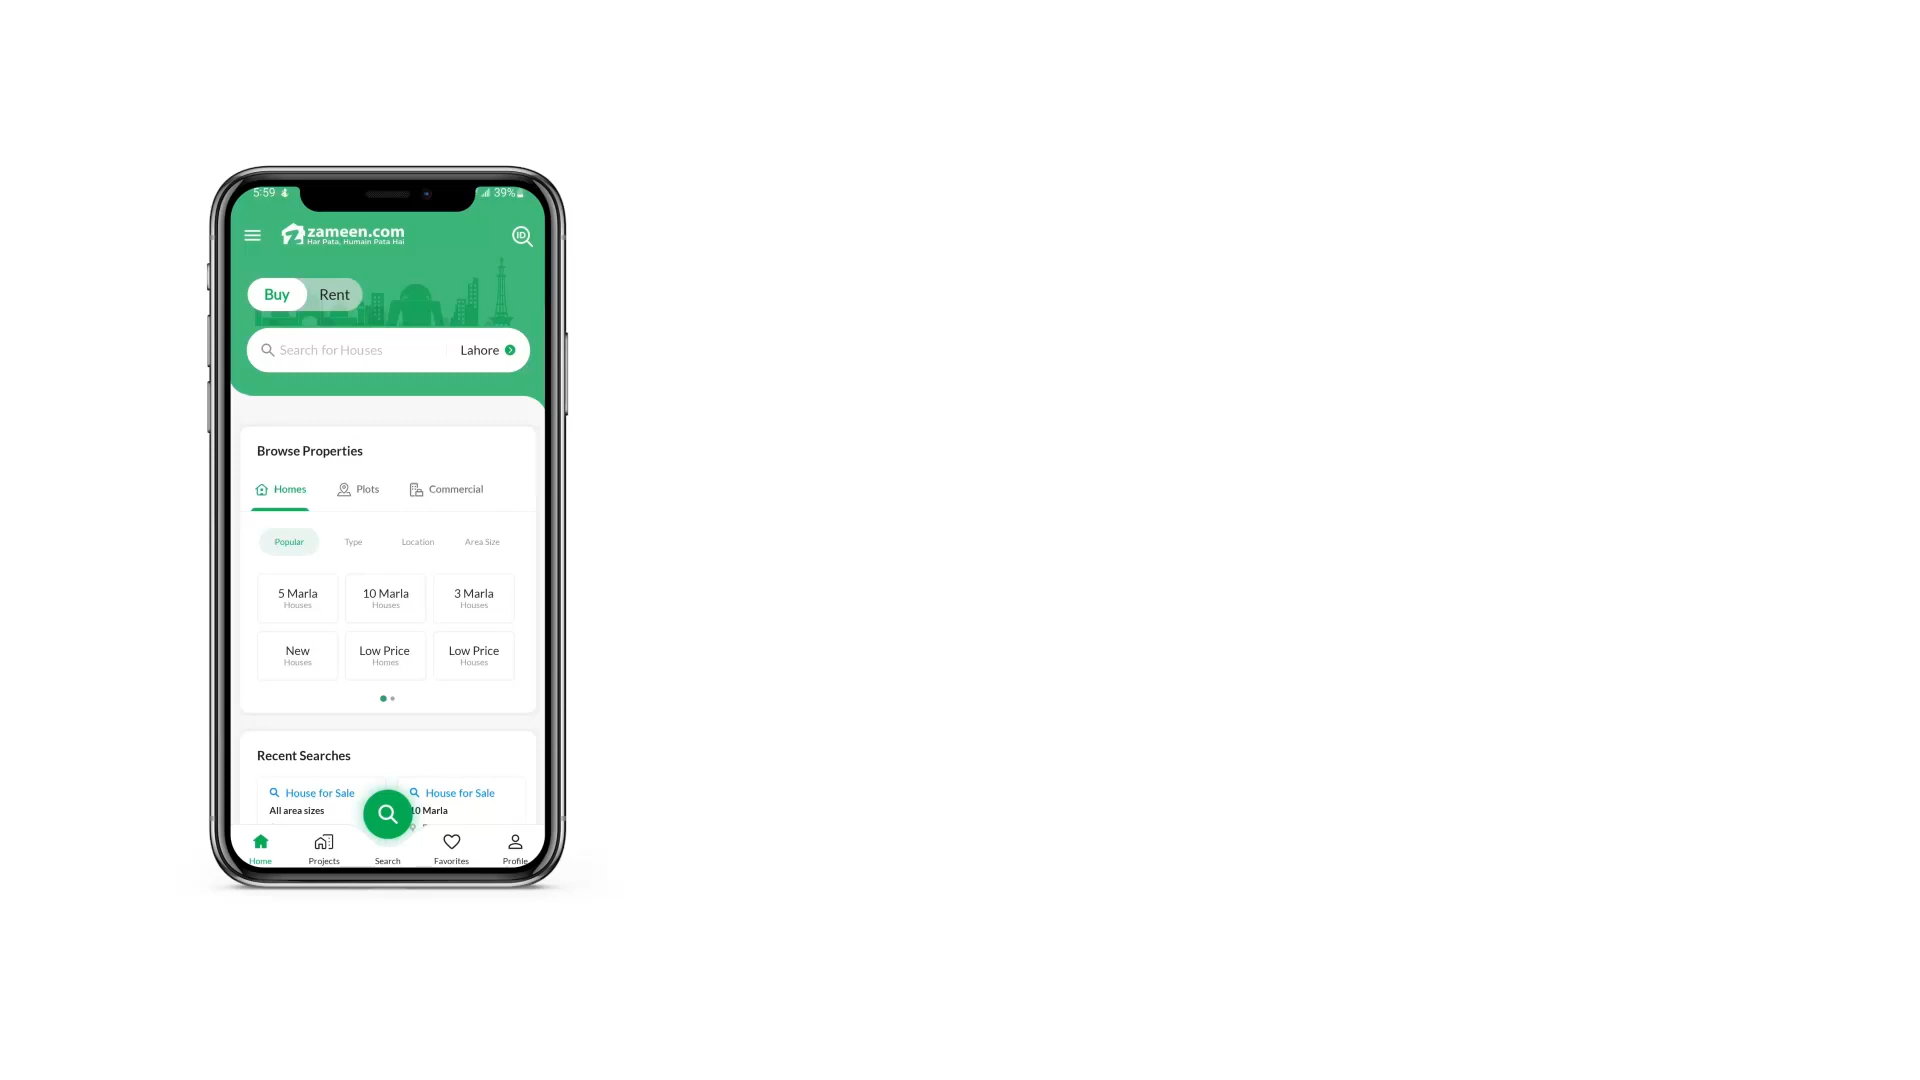 5:59
39%
zameen.com
Har Pata, Humain Pata Hai
ID
Buy
Rent
Search for Houses
Lahore
Browse Properties
Homes
Plots
Commercial
Popular
Type
Location
Area Size
5 Marla
Houses
10 Marla
Houses
3 Marla
Houses
New
Houses
Low Price
Homes
Low Price
Houses
Recent Searches
House for Sale
All area sizes
House for Sale
10 Marla
Home
Projects
Search
Favorites
Profile